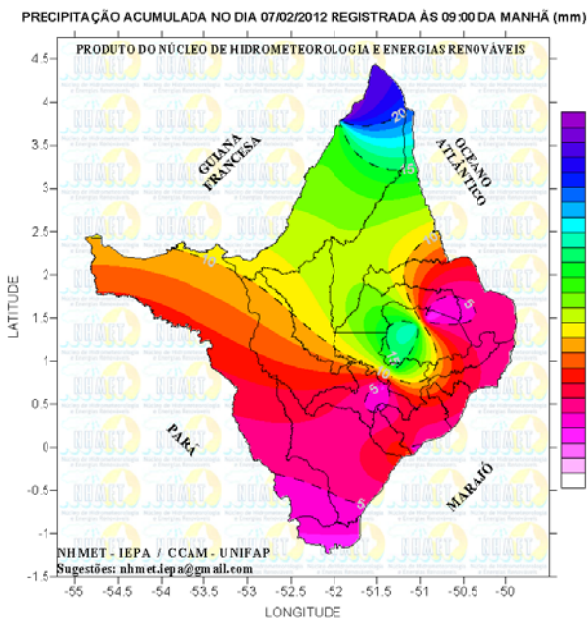 PRECIPITAÇÃO ACUMULADA NO DIA 07/02/2012 REGISTRADA ÀS 09:00 DA MANHÃ (mm)
PRODUTO DO NÚCLEO DE HIDROMETEOROLOGIA E ENERGIAS RENOVÁVEIS
4.5
4
3.5
3
2.5
2
1.5
1
0.5
0
-0.5
-1
-1.5
LATITUDE
GUIANA
FRANCESA
OCEANO
ATLÂNTICO
20
15
10
10
5
10
5
5
PARÁ
MARAJÓ
NHMET - IEPA / CCAM - UNIFAP
Sugestões: nhmet.iepa@gmail.com
-55 -54.5 -54 -53.5 -53 -52.5 -52 -51.5 -51 -50.5 -50
LONGITUDE
NHMET